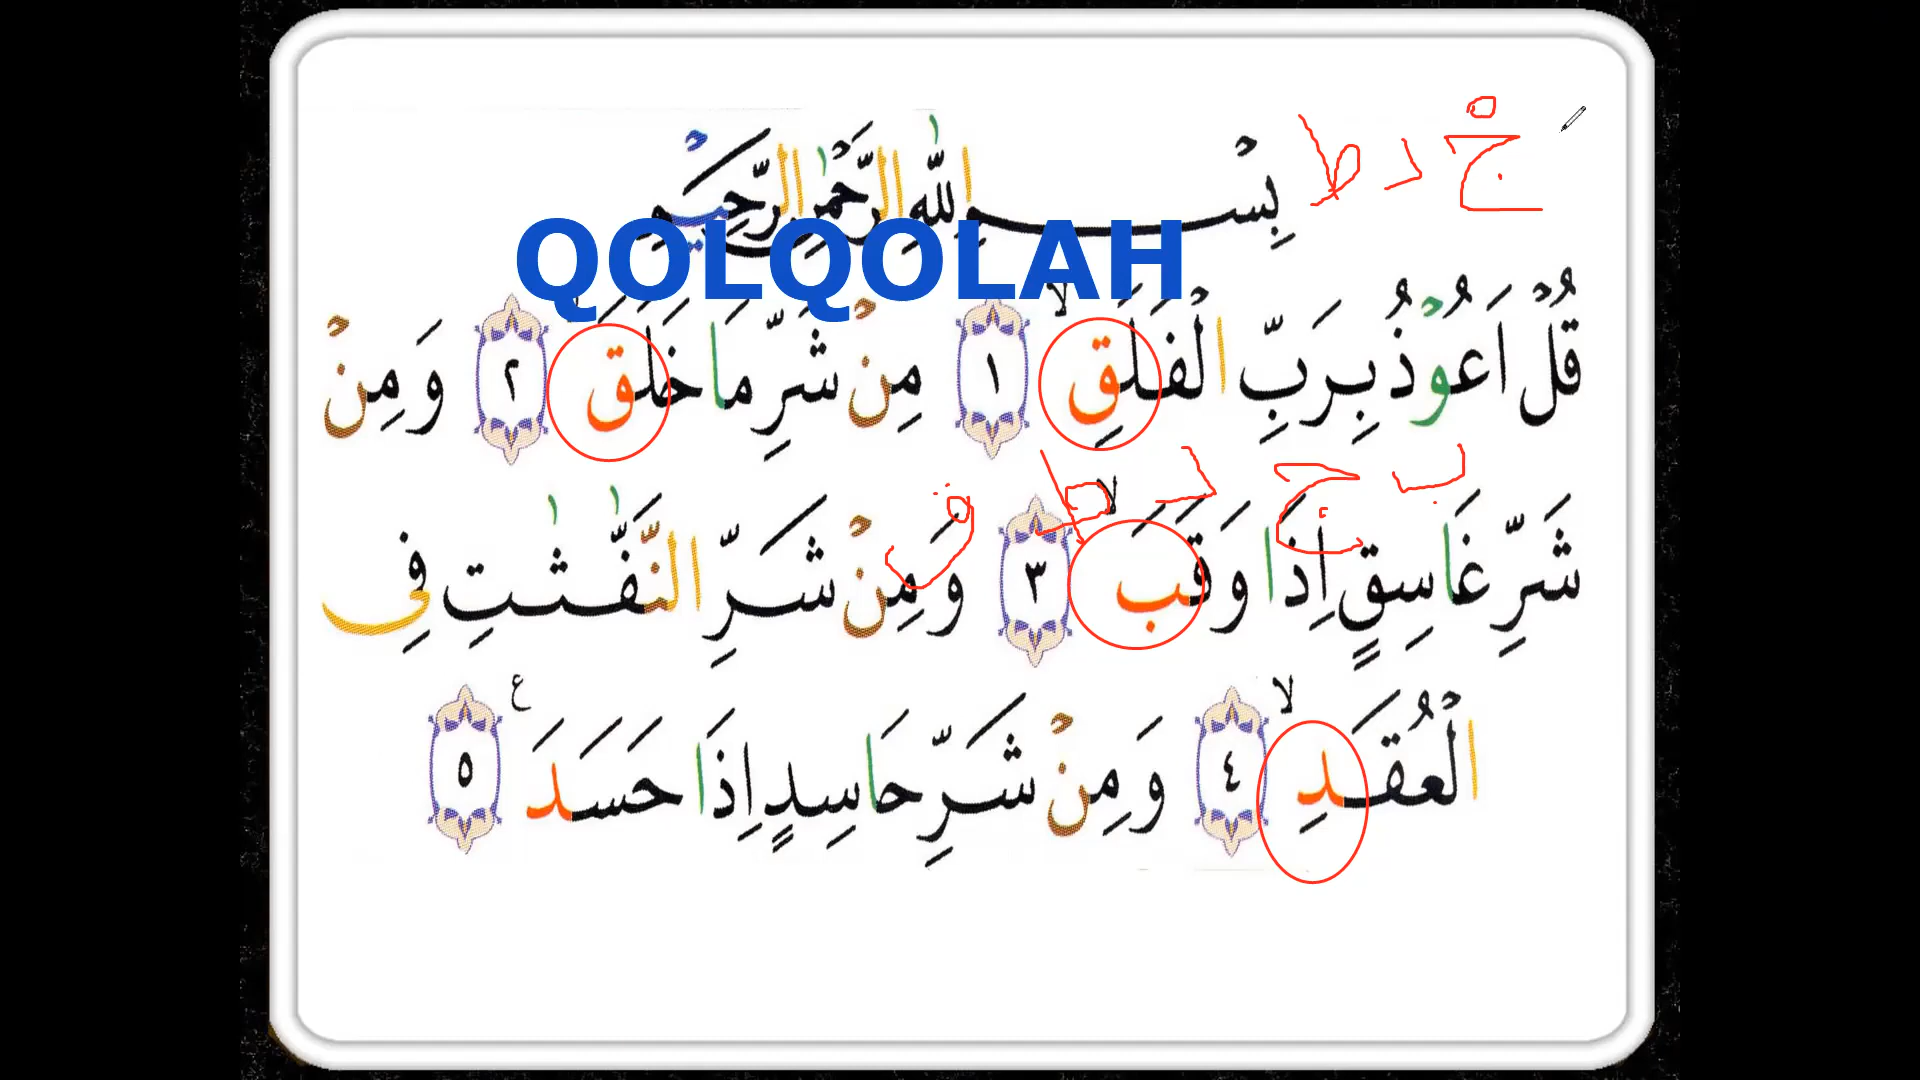 بِسْمِ اللّٰهِ الرَّحْمٰنِ الرَّحِيْمِ
ج د ط
QOLQOLAH
قُلْ اَعُوْذُ بِرَبِّ الْفَلَقِ ۙ ١ مِنْ شَرِّ مَا خَلَقَ ۙ ٢ وَمِنْ
ب ج د ط ق
شَرِّ غَاسِقٍ اِذَا وَقَبَ ۙ ٣ وَمِنْ شَرِّ النَّفّٰثٰتِ فِى
الْعُقَدِ ۙ ٤ وَمِنْ شَرِّ حَاسِدٍ اِذَا حَسَدَ ࣖ ٥